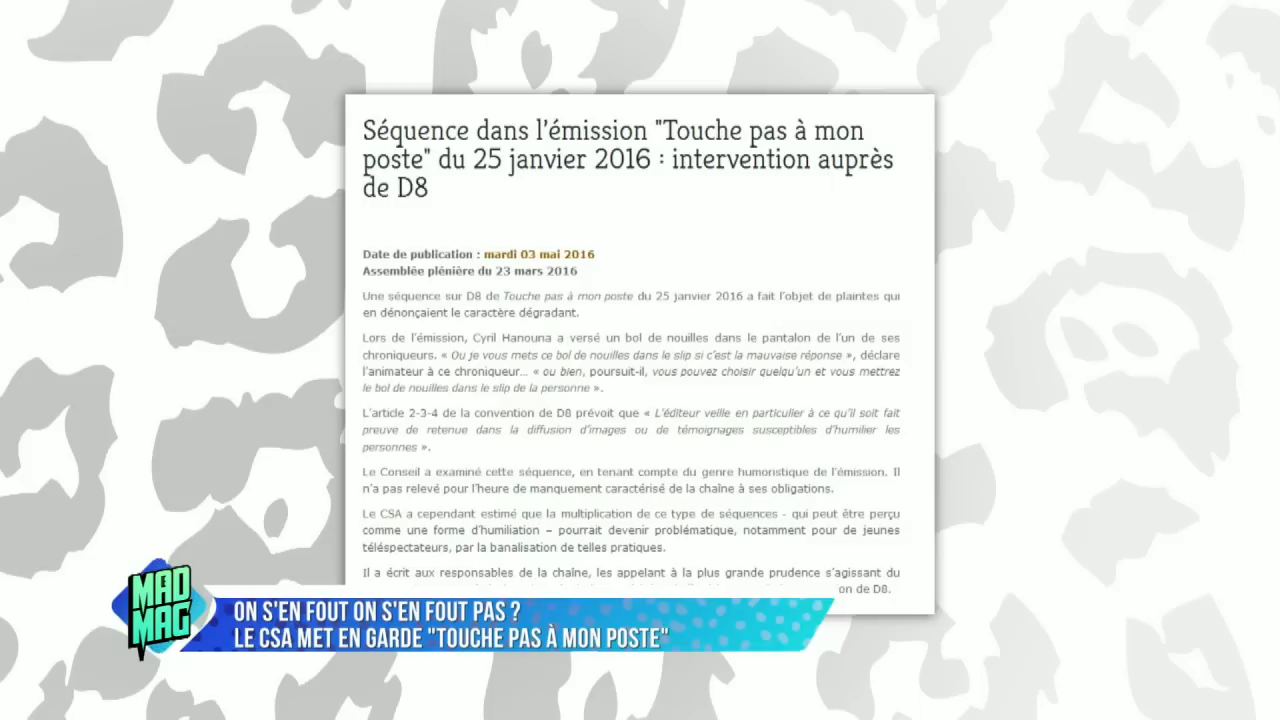 Séquence dans l'émission "Touche pas à mon
poste" du 25 janvier 2016 : intervention auprès
de D8
Date de publication : mardi 03 mai 2016
Assemblée plénière du 23 mars 2016
Une séquence sur D8 de Touche pas à mon poste du 25 janvier 2016 a fait l'objet de plaintes qui
en dénonçaient le caractère dégradant.
Lors de l'émission, Cyril Hanouna a versé un bol de nouilles dans le pantalon de l'un de ses
chroniqueurs. « Ou je vous mets ce bol de nouilles dans le slip si c'est la mauvaise réponse », déclare
l'animateur à ce chroniqueur... « ou bien, poursuit-il, vous pouvez choisir quelqu'un et vous mettrez
le bol de nouilles dans le slip de la personne ».
L'article 2-3-4 de la convention de D8 prévoit que « L'éditeur veille en particulier à ce qu'il soit fait
preuve de retenue dans la diffusion d'images ou de témoignages susceptibles d'humilier les
personnes ».
Le Conseil a examiné cette séquence, en tenant compte du genre humoristique de l'émission. Il
n'a pas relevé pour l'heure de manquement caractérisé de la chaîne à ses obligations.
Le CSA a cependant estimé que la multiplication de ce type de séquences - qui peut être perçu
comme une forme d'humiliation – pourrait devenir problématique, notamment pour de jeunes
téléspectateurs, par la banalisation de telles pratiques.
Il a écrit aux responsables de la chaîne, les appelant à la plus grande prudence s'agissant du
on de D8.
MAD
MAG
ON S'EN FOUT ON S'EN FOUT PAS ?
LE CSA MET EN GARDE "TOUCHE PAS À MON POSTE"